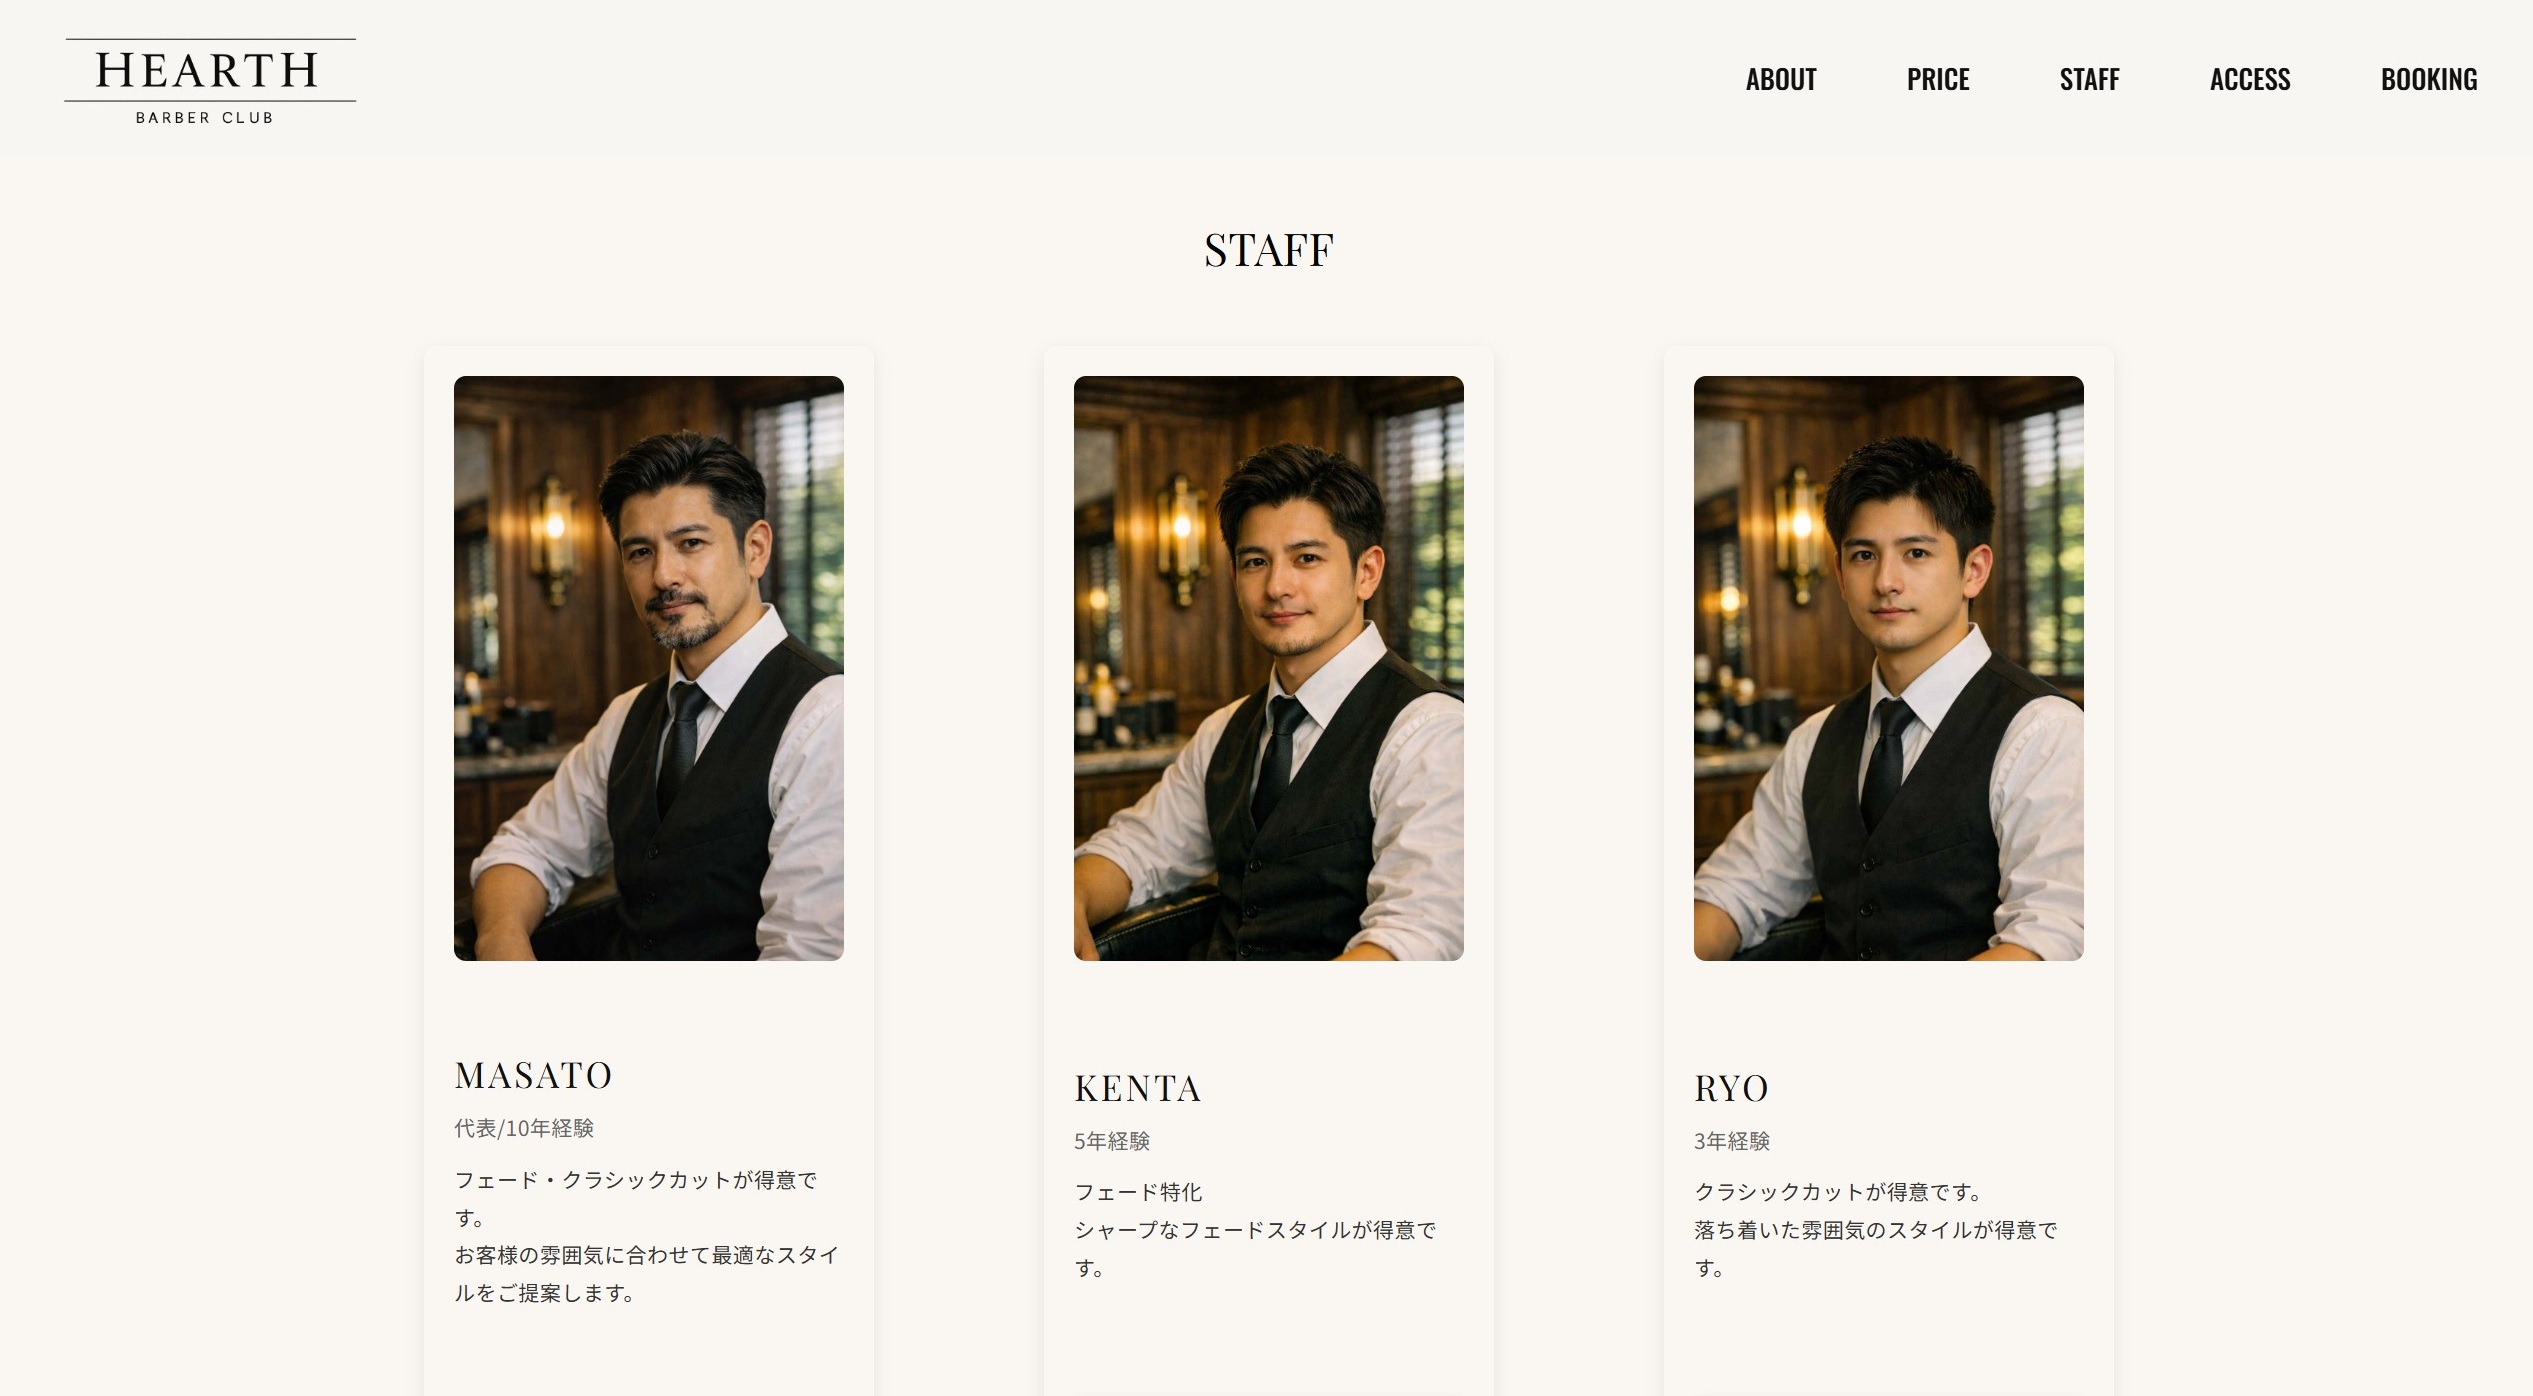 HEARTH
BARBER CLUB
ABOUT
PRICE
STAFF
ACCESS
BOOKING
STAFF
MASATO
代表/10年経験
フェード・クラシックカットが得意で
す。
お客様の雰囲気に合わせて最適なスタイ
ルをご提案します。
KENTA
5年経験
フェード特化
シャープなフェードスタイルが得意で
す。
RYO
3年経験
クラシックカットが得意です。
落ち着いた雰囲気のスタイルが得意で
す。